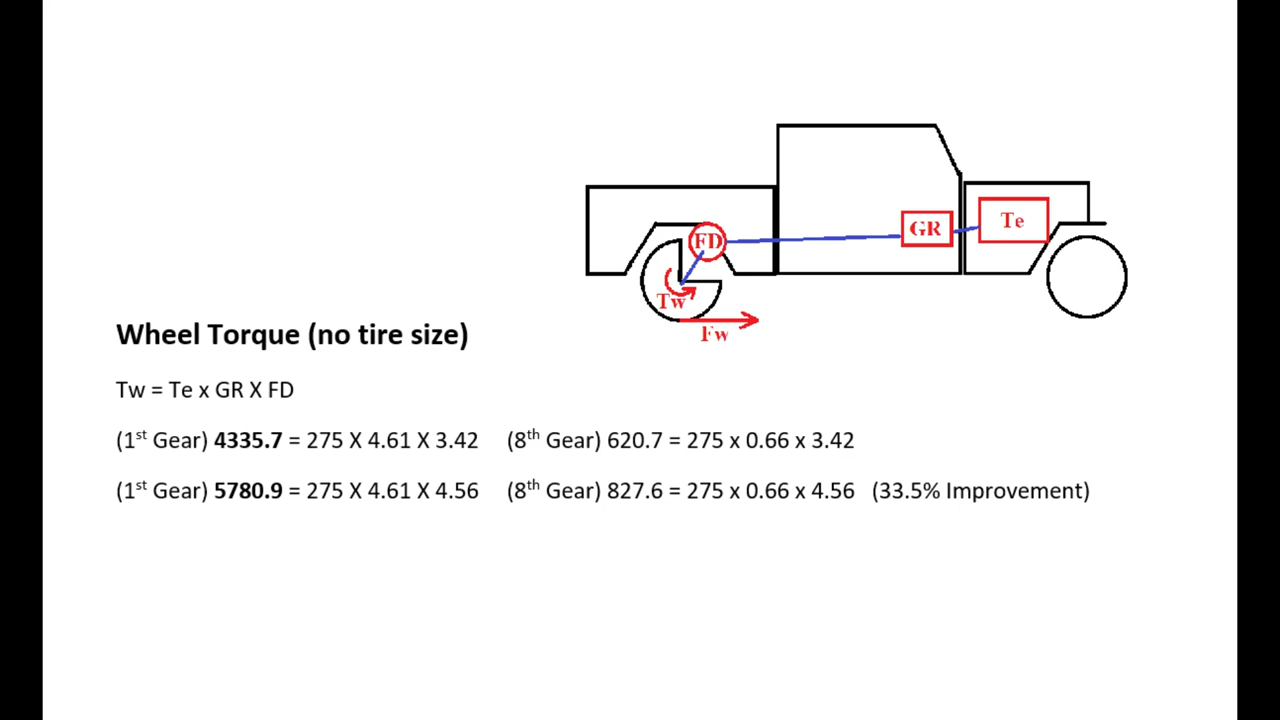 GR
Te
FD
Tw
Fw
Wheel Torque (no tire size)
Tw = Te x GR X FD
(1st Gear) 4335.7 = 275 X 4.61 X 3.42 (8th Gear) 620.7 = 275 x 0.66 x 3.42
(1st Gear) 5780.9 = 275 X 4.61 X 4.56 (8th Gear) 827.6 = 275 x 0.66 x 4.56 (33.5% Improvement)